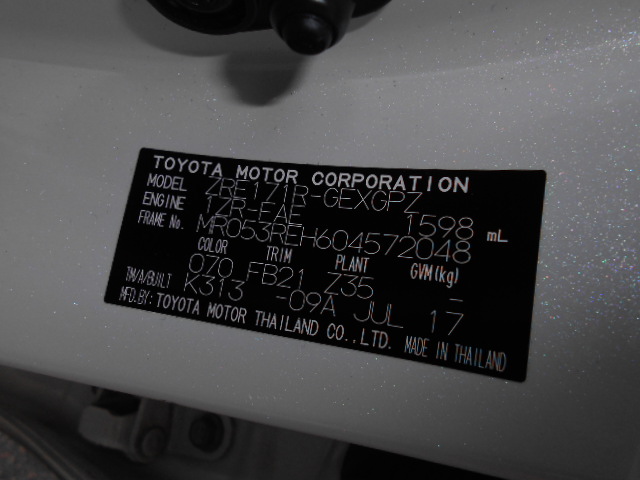 TOYOTA MOTOR CORPORATION
MODEL ZRE171R-GEXGPZ
ENGINE 1ZR-FAE 1598 mL
FRAME No. MR053REH604572048
COLOR TRIM PLANT GVM(kg)
070 FB21 Z35 -
TM/A/BUILT K313 -09A JUL 17
MFD.BY: TOYOTA MOTOR THAILAND CO.,LTD. MADE IN THAILAND